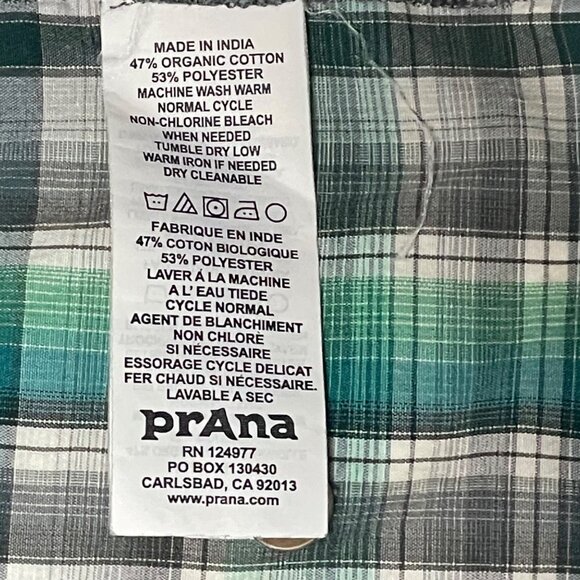 MADE IN INDIA
47% ORGANIC COTTON
53% POLYESTER
MACHINE WASH WARM
NORMAL CYCLE
NON-CHLORINE BLEACH
WHEN NEEDED
TUMBLE DRY LOW
WARM IRON IF NEEDED
DRY CLEANABLE
FABRIQUE EN INDE
47% COTON BIOLOGIQUE
53% POLYESTER
LAVER Á LA MACHINE
A L' EAU TIEDE
CYCLE NORMAL
AGENT DE BLANCHIMENT
NON CHLORÈ
SI NÉCESSAIRE
ESSORAGE CYCLE DELICAT
FER CHAUD SI NÉCESSAIRE.
LAVABLE A SEC
prAna
RN 124977
PO BOX 130430
CARLSBAD, CA 92013
www.prana.com